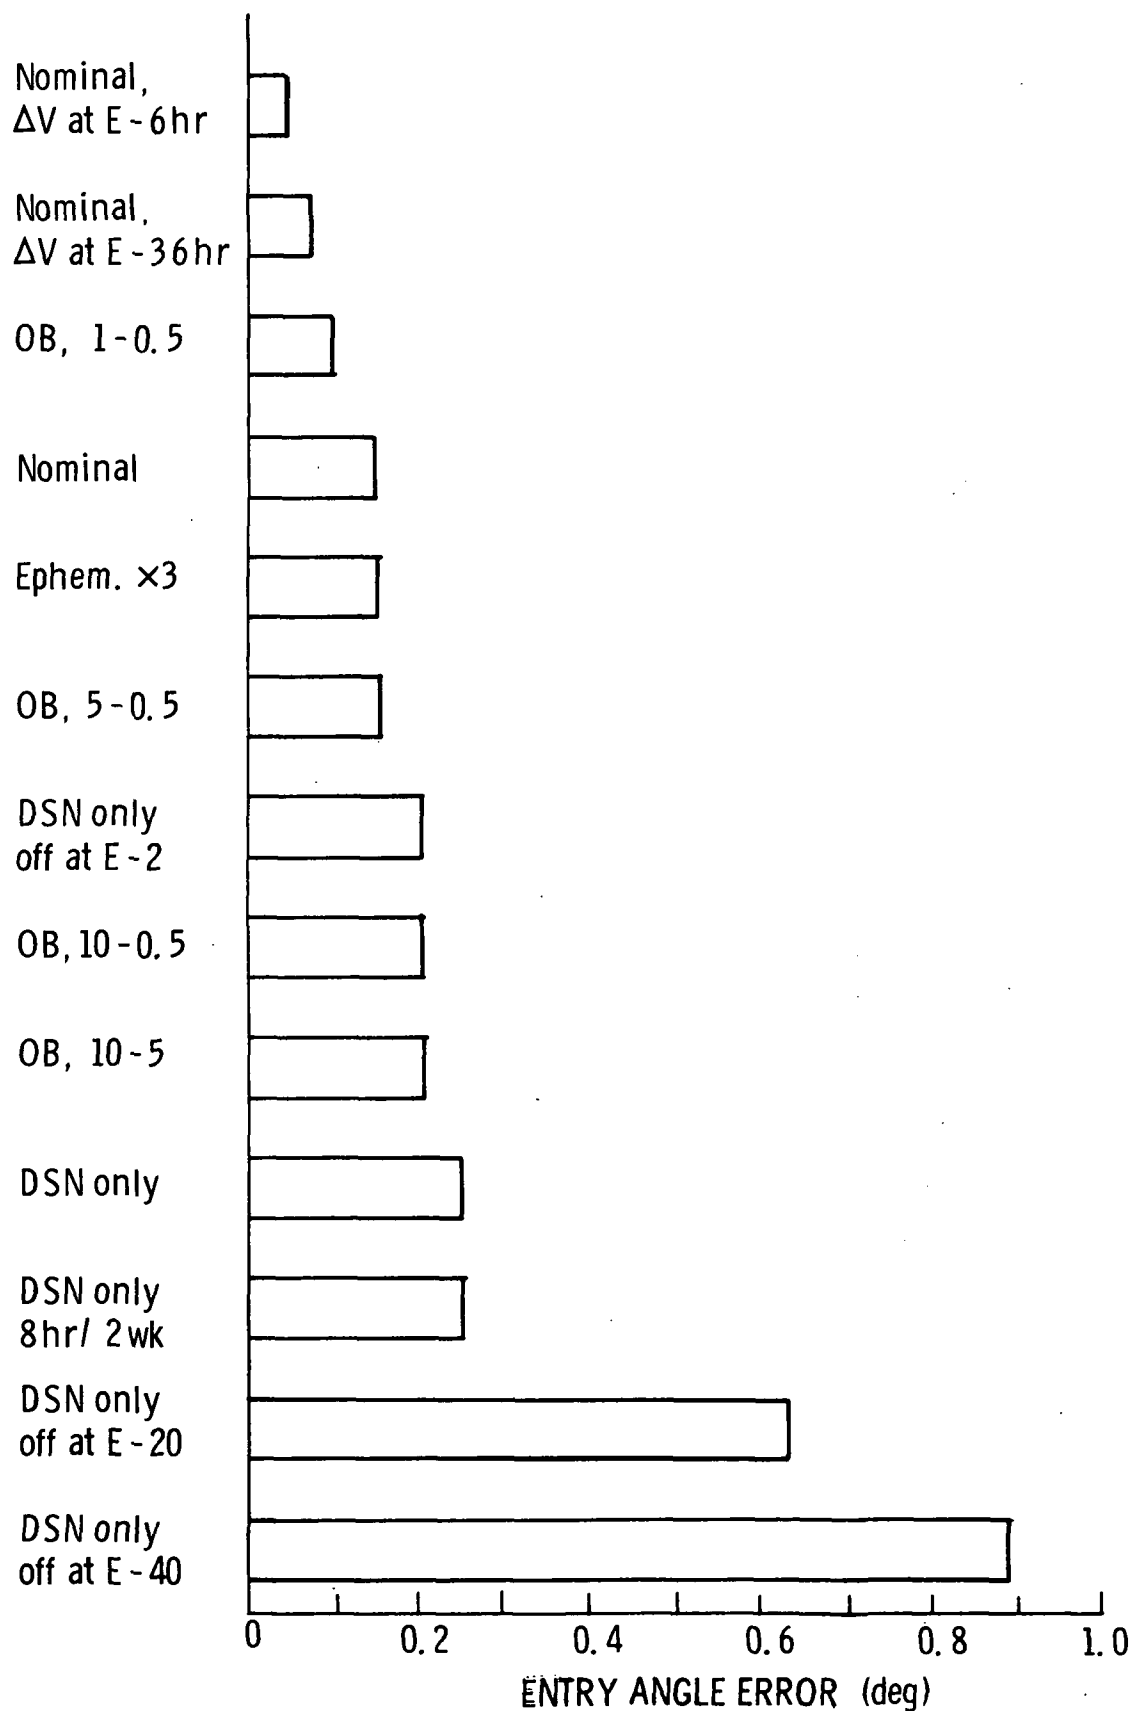 Nominal,
ΔV at E-6hr
Nominal,
ΔV at E-36hr
OB, 1-0.5
Nominal
Ephem. ×3
OB, 5-0.5
DSN only
off at E-2
OB, 10-0.5
OB, 10-5
DSN only
DSN only
8hr/ 2wk
DSN only
off at E-20
DSN only
off at E-40
0 0.2 0.4 0.6 0.8 1.0
ENTRY ANGLE ERROR (deg)